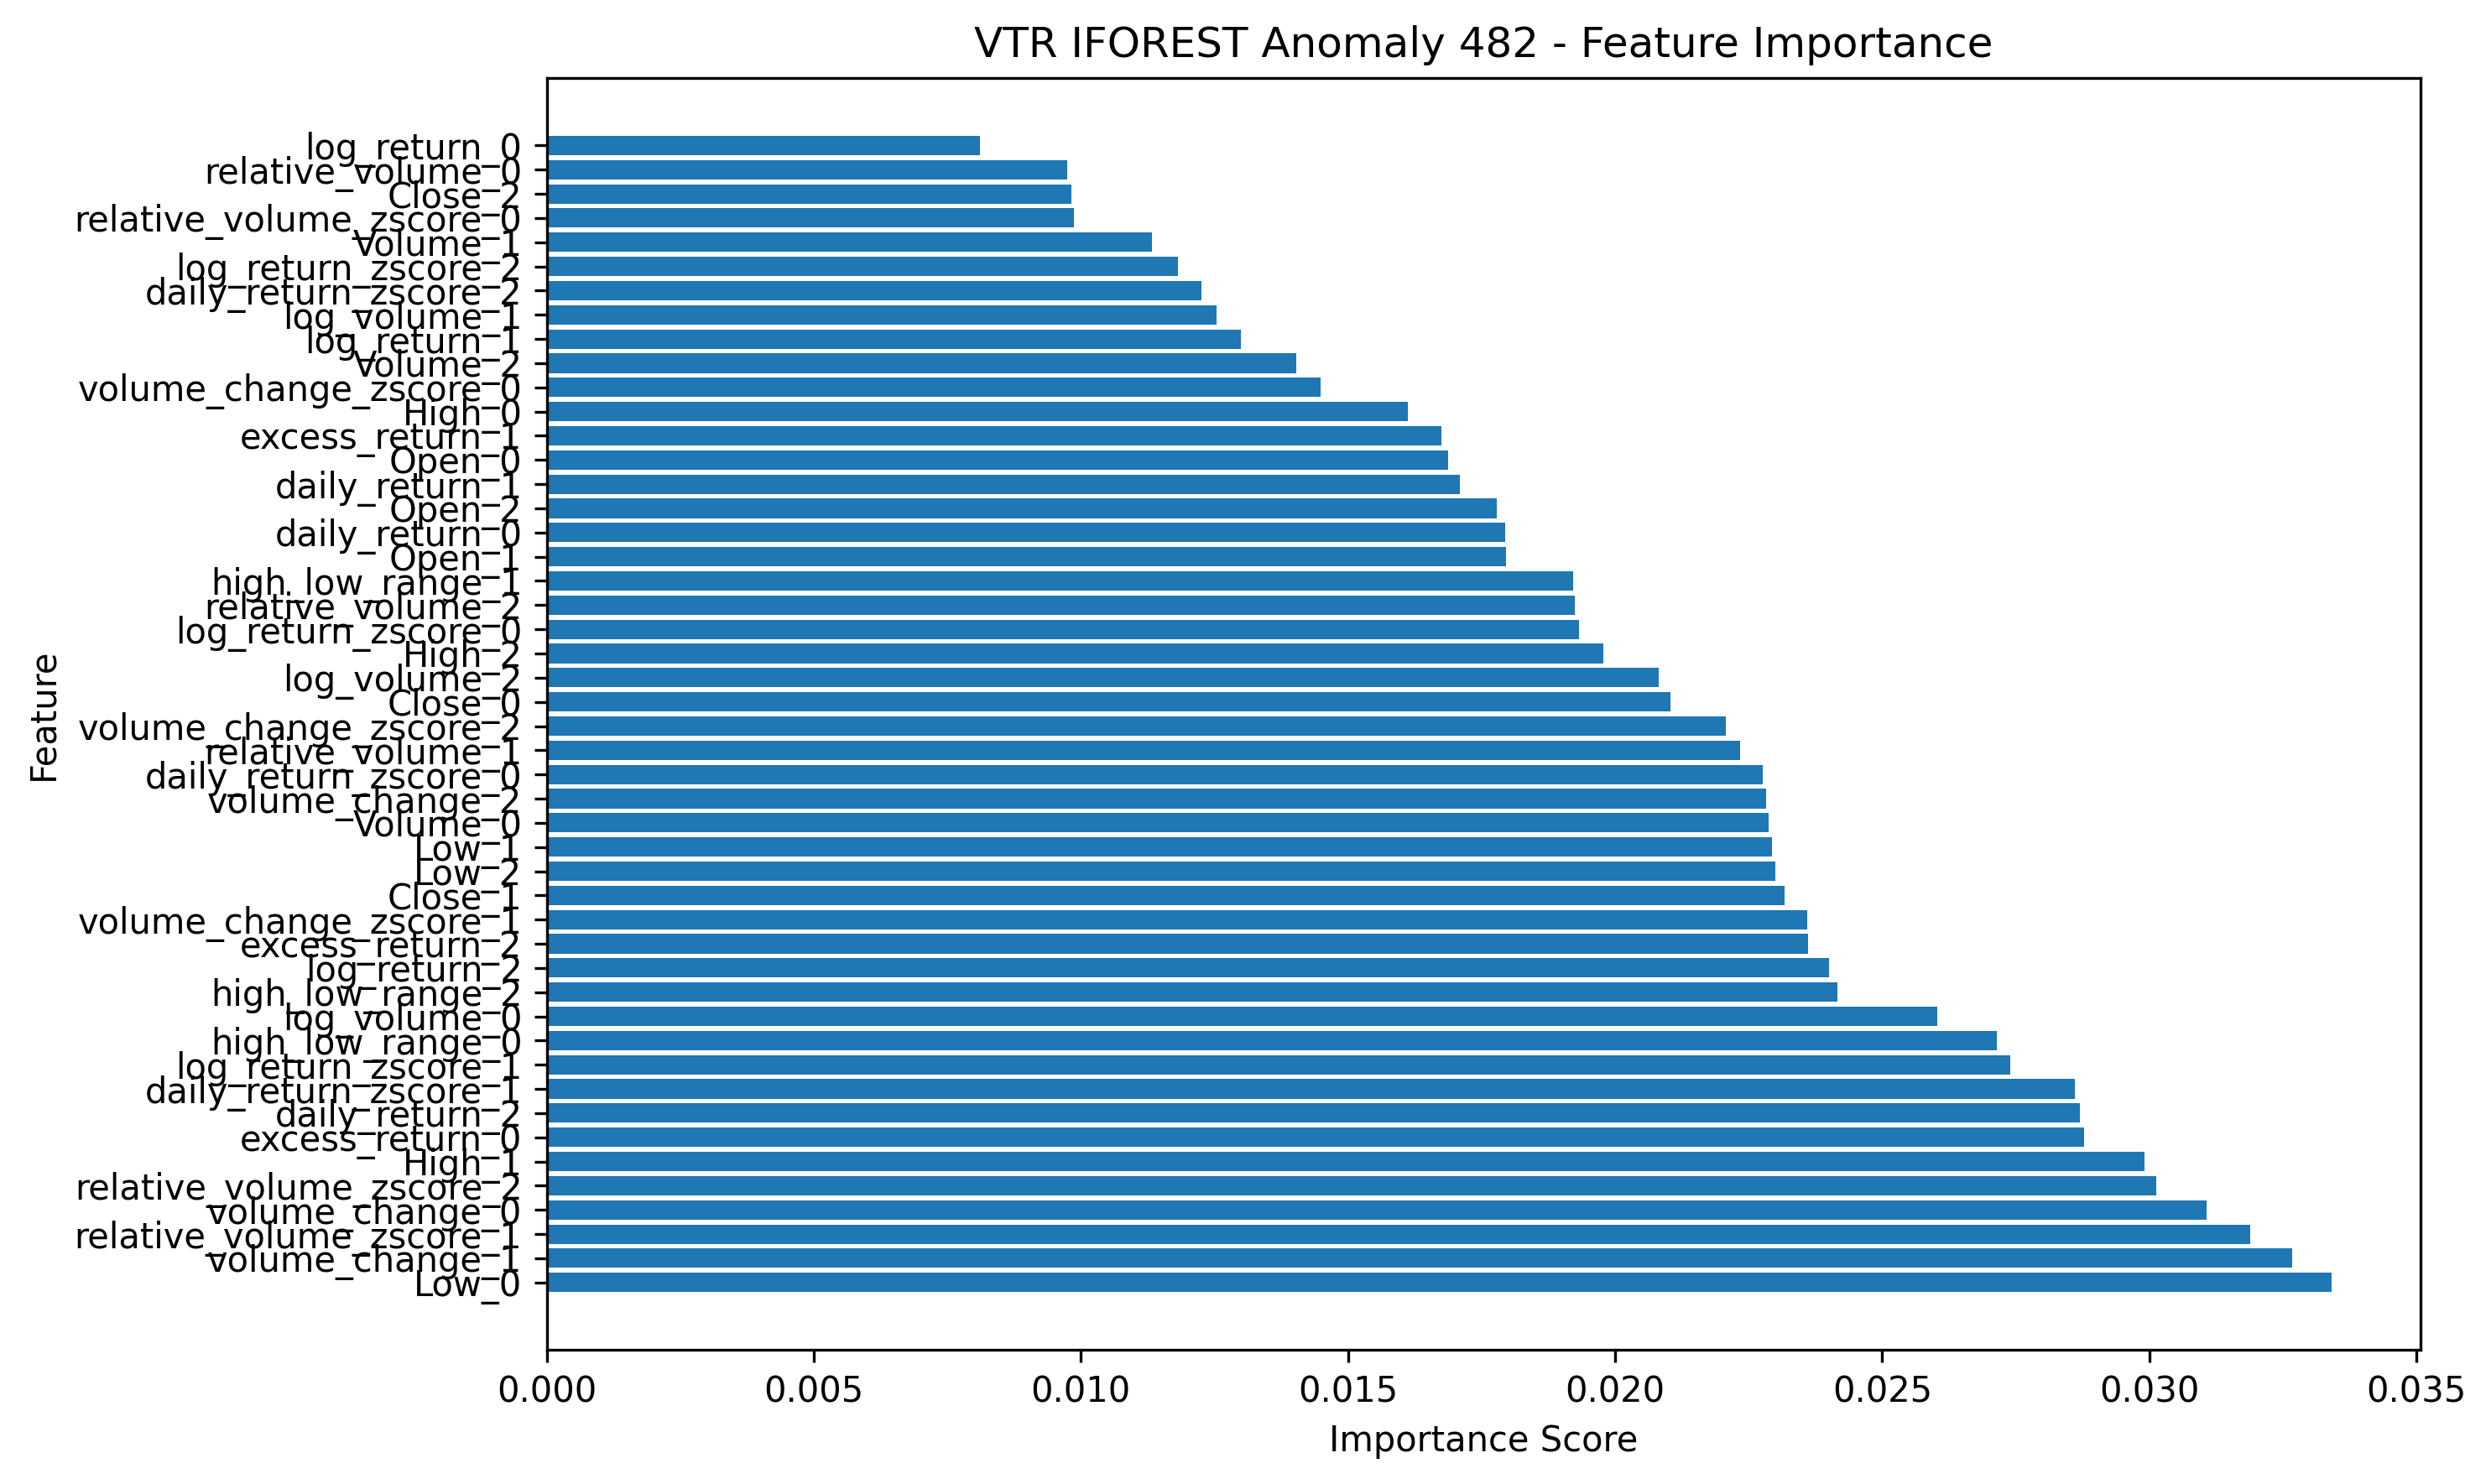 VTR IFOREST Anomaly 482 - Feature Importance
log_return_0
relative_volume_0
Close_2
relative_volume_zscore_0
Volume_1
log_return_zscore_2
daily_return_zscore_2
log_volume_1
log_return_1
Volume_2
volume_change_zscore_0
High_0
excess_return_1
Open_0
daily_return_1
Open_2
daily_return_0
Open_1
high_low_range_1
relative_volume_2
log_return_zscore_0
High_2
log_volume_2
Close_0
volume_change_zscore_2
relative_volume_1
daily_return_zscore_0
volume_change_2
Volume_0
Low_1
Low_2
Close_1
volume_change_zscore_1
excess_return_2
log_return_2
high_low_range_2
log_volume_0
high_low_range_0
log_return_zscore_1
daily_return_zscore_1
daily_return_2
excess_return_0
High_1
relative_volume_zscore_2
volume_change_0
relative_volume_zscore_1
volume_change_1
Low_0
Feature
0.000 0.005 0.010 0.015 0.020 0.025 0.030 0.035
Importance Score